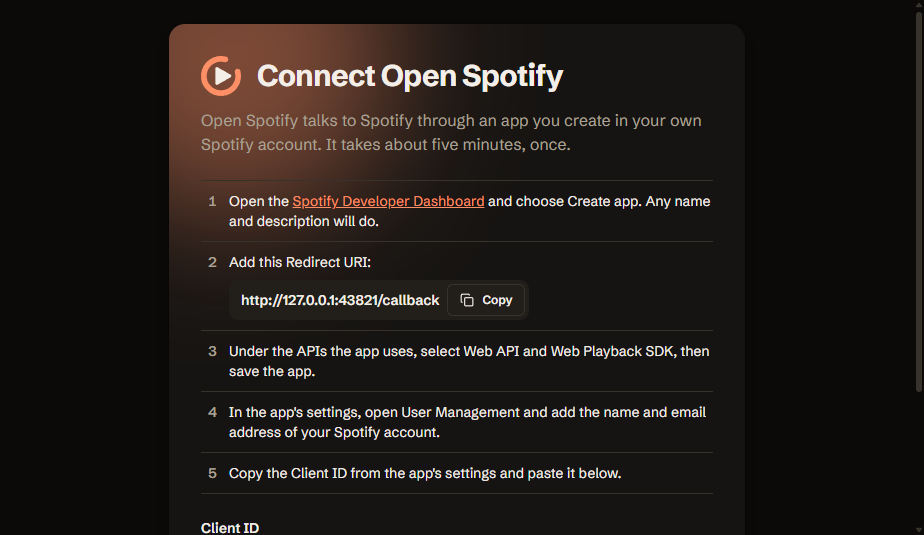 Connect Open Spotify
Open Spotify talks to Spotify through an app you create in your own
Spotify account. It takes about five minutes, once.
1 Open the Spotify Developer Dashboard and choose Create app. Any name
and description will do.
2 Add this Redirect URI:
http://127.0.0.1:43821/callback Copy
3 Under the APIs the app uses, select Web API and Web Playback SDK, then
save the app.
4 In the app's settings, open User Management and add the name and email
address of your Spotify account.
5 Copy the Client ID from the app's settings and paste it below.
Client ID